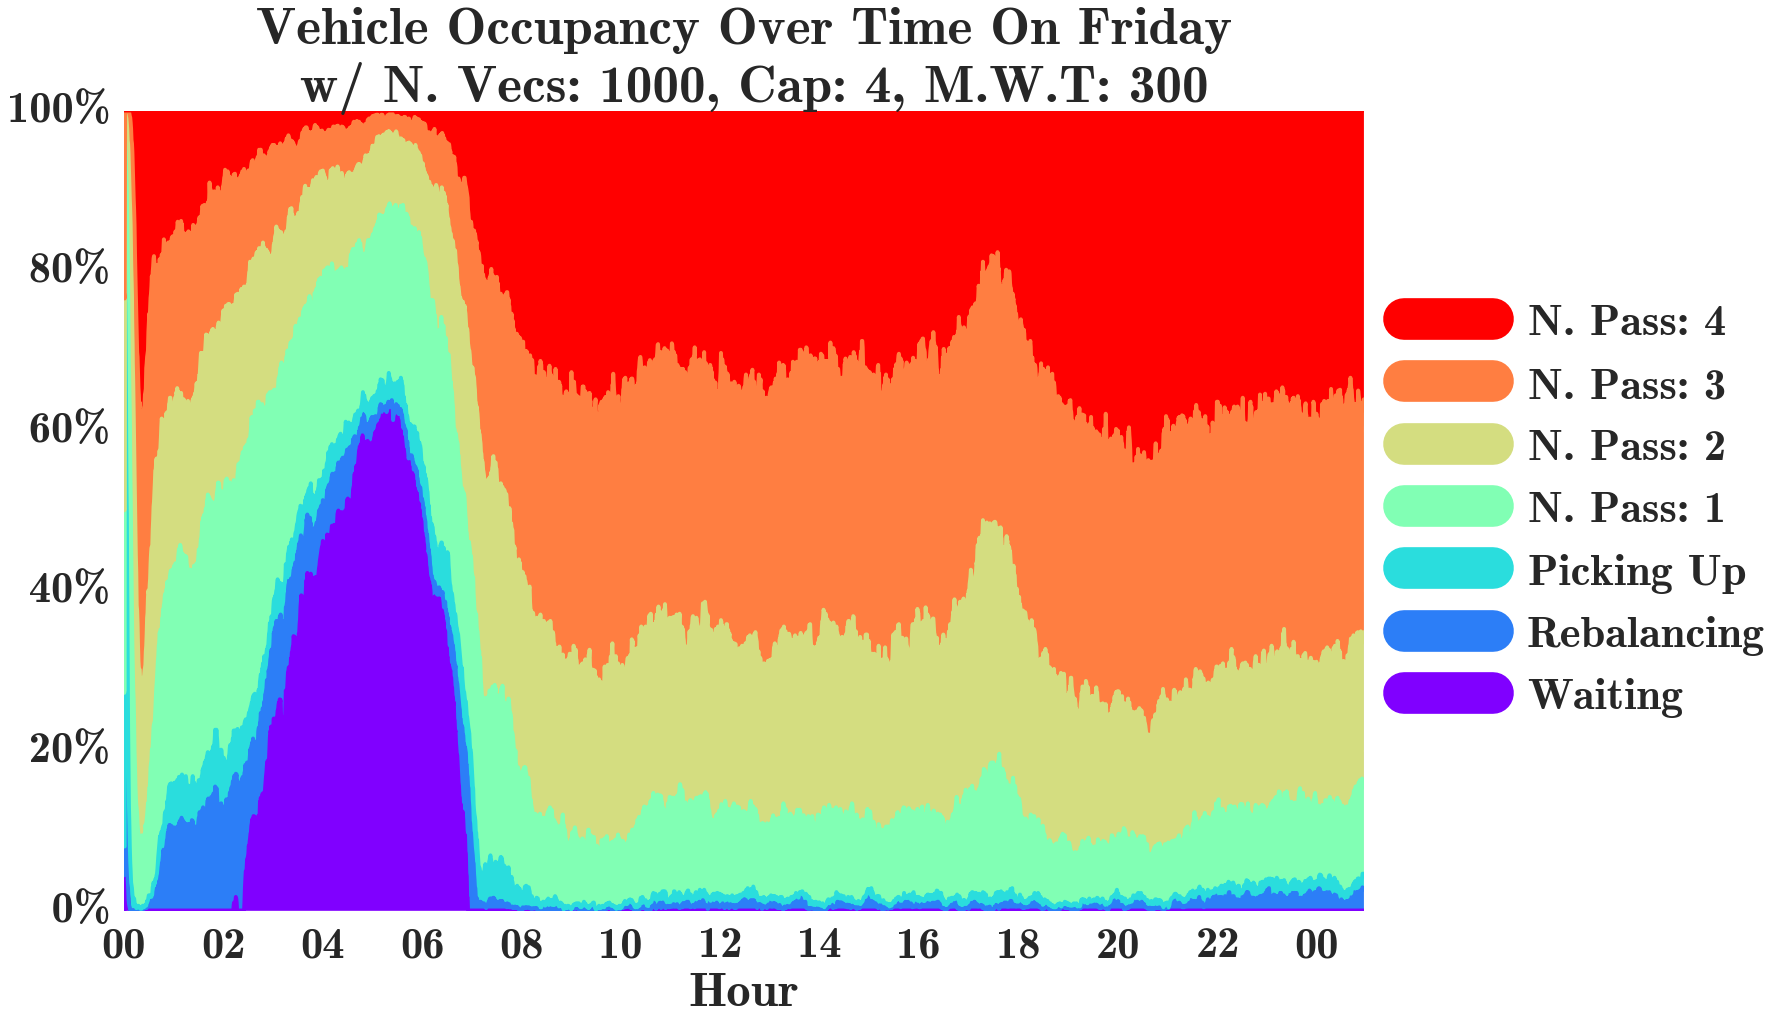 Vehicle Occupancy Over Time On Friday
w/ N. Vecs: 1000, Cap: 4, M.W.T: 300
100%
80%
60%
40%
20%
0%
00 02 04 06 08 10 12 14 16 18 20 22 00
Hour
N. Pass: 4
N. Pass: 3
N. Pass: 2
N. Pass: 1
Picking Up
Rebalancing
Waiting